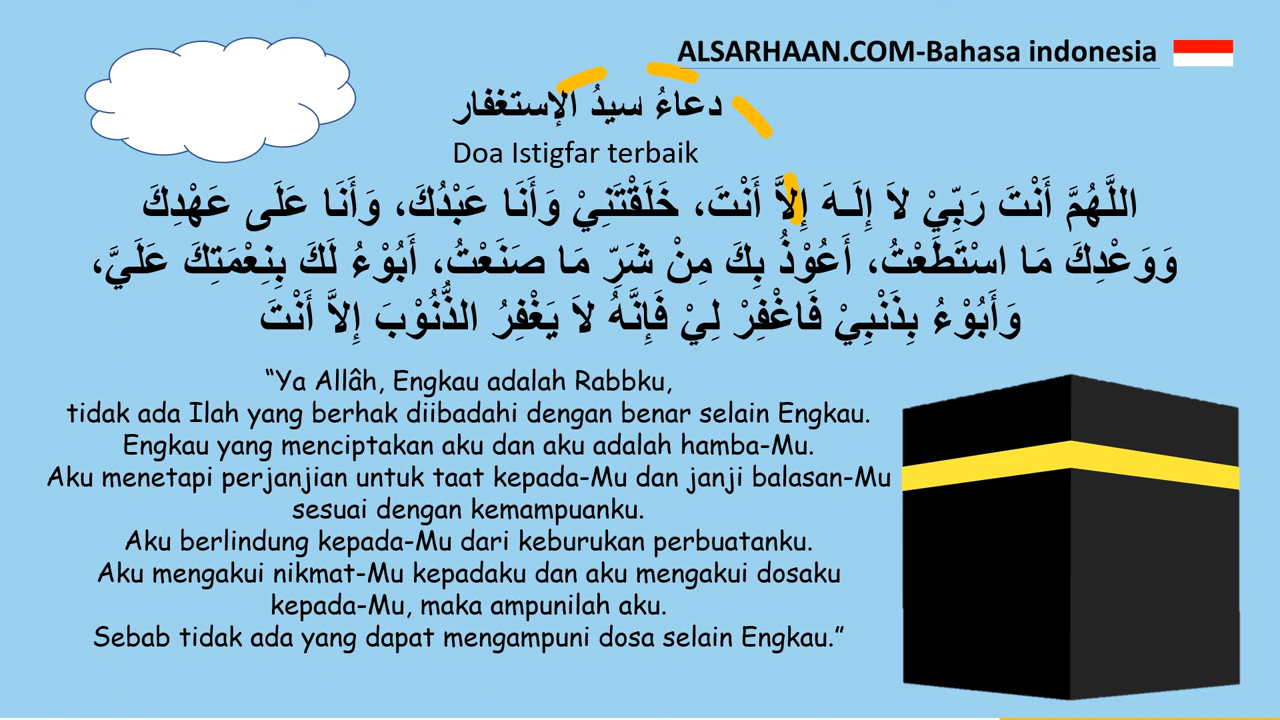 ALSARHAAN.COM-Bahasa indonesia
دعاءُ سيدُ الإستغفار
Doa Istigfar terbaik
اللَّهُمَّ أَنْتَ رَبِّيْ لاَ إِلَـهَ إِلاَّ أَنْتَ، خَلَقْتَنِيْ وَأَنَا عَبْدُكَ، وَأَنَا عَلَى عَهْدِكَ
وَوَعْدِكَ مَا اسْتَطَعْتُ، أَعُوْذُ بِكَ مِنْ شَرِّ مَا صَنَعْتُ، أَبُوْءُ لَكَ بِنِعْمَتِكَ عَلَيَّ،
وَأَبُوْءُ بِذَنْبِيْ فَاغْفِرْ لِيْ فَإِنَّهُ لاَ يَغْفِرُ الذُّنُوْبَ إِلاَّ أَنْتَ
“Ya Allâh, Engkau adalah Rabbku,
tidak ada Ilah yang berhak diibadahi dengan benar selain Engkau.
Engkau yang menciptakan aku dan aku adalah hamba-Mu.
Aku menetapi perjanjian untuk taat kepada-Mu dan janji balasan-Mu
sesuai dengan kemampuanku.
Aku berlindung kepada-Mu dari keburukan perbuatanku.
Aku mengakui nikmat-Mu kepadaku dan aku mengakui dosaku
kepada-Mu, maka ampunilah aku.
Sebab tidak ada yang dapat mengampuni dosa selain Engkau.”